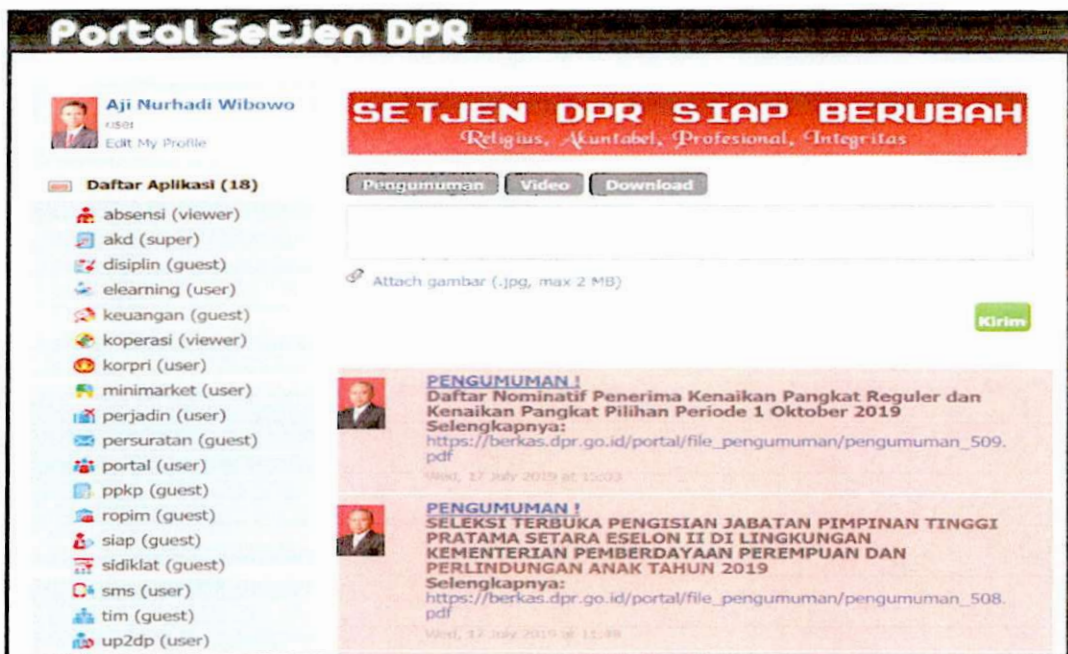 Portal Setjen DPR
Aji Nurhadi Wibowo
user
Edit My Profile
Daftar Aplikasi (18)
absensi (viewer)
akd (super)
disiplin (guest)
elearning (user)
keuangan (guest)
koperasi (viewer)
korpri (user)
minimarket (user)
perjadin (user)
persuratan (guest)
portal (user)
ppkp (guest)
ropim (guest)
siap (guest)
sidiklat (guest)
sms (user)
tim (guest)
up2dp (user)
SETJEN DPR SIAP BERUBAH
Religius, Akuntabel, Profesional, Integritas
Pengumuman Video Download
Attach gambar (.jpg, max 2 MB)
Kirim
PENGUMUMAN !
Daftar Nominatif Penerima Kenaikan Pangkat Reguler dan
Kenaikan Pangkat Pilihan Periode 1 Oktober 2019
Selengkapnya:
https://berkas.dpr.go.id/portal/file_pengumuman/pengumuman_509.
pdf
Wed, 17 July 2019 at
PENGUMUMAN !
SELEKSI TERBUKA PENGISIAN JABATAN PIMPINAN TINGGI
PRATAMA SETARA ESELON II DI LINGKUNGAN
KEMENTERIAN PEMBERDAYAAN PEREMPUAN DAN
PERLINDUNGAN ANAK TAHUN 2019
Selengkapnya:
https://berkas.dpr.go.id/portal/file_pengumuman/pengumuman_508.
pdf
Wed, 17 July 2019 at